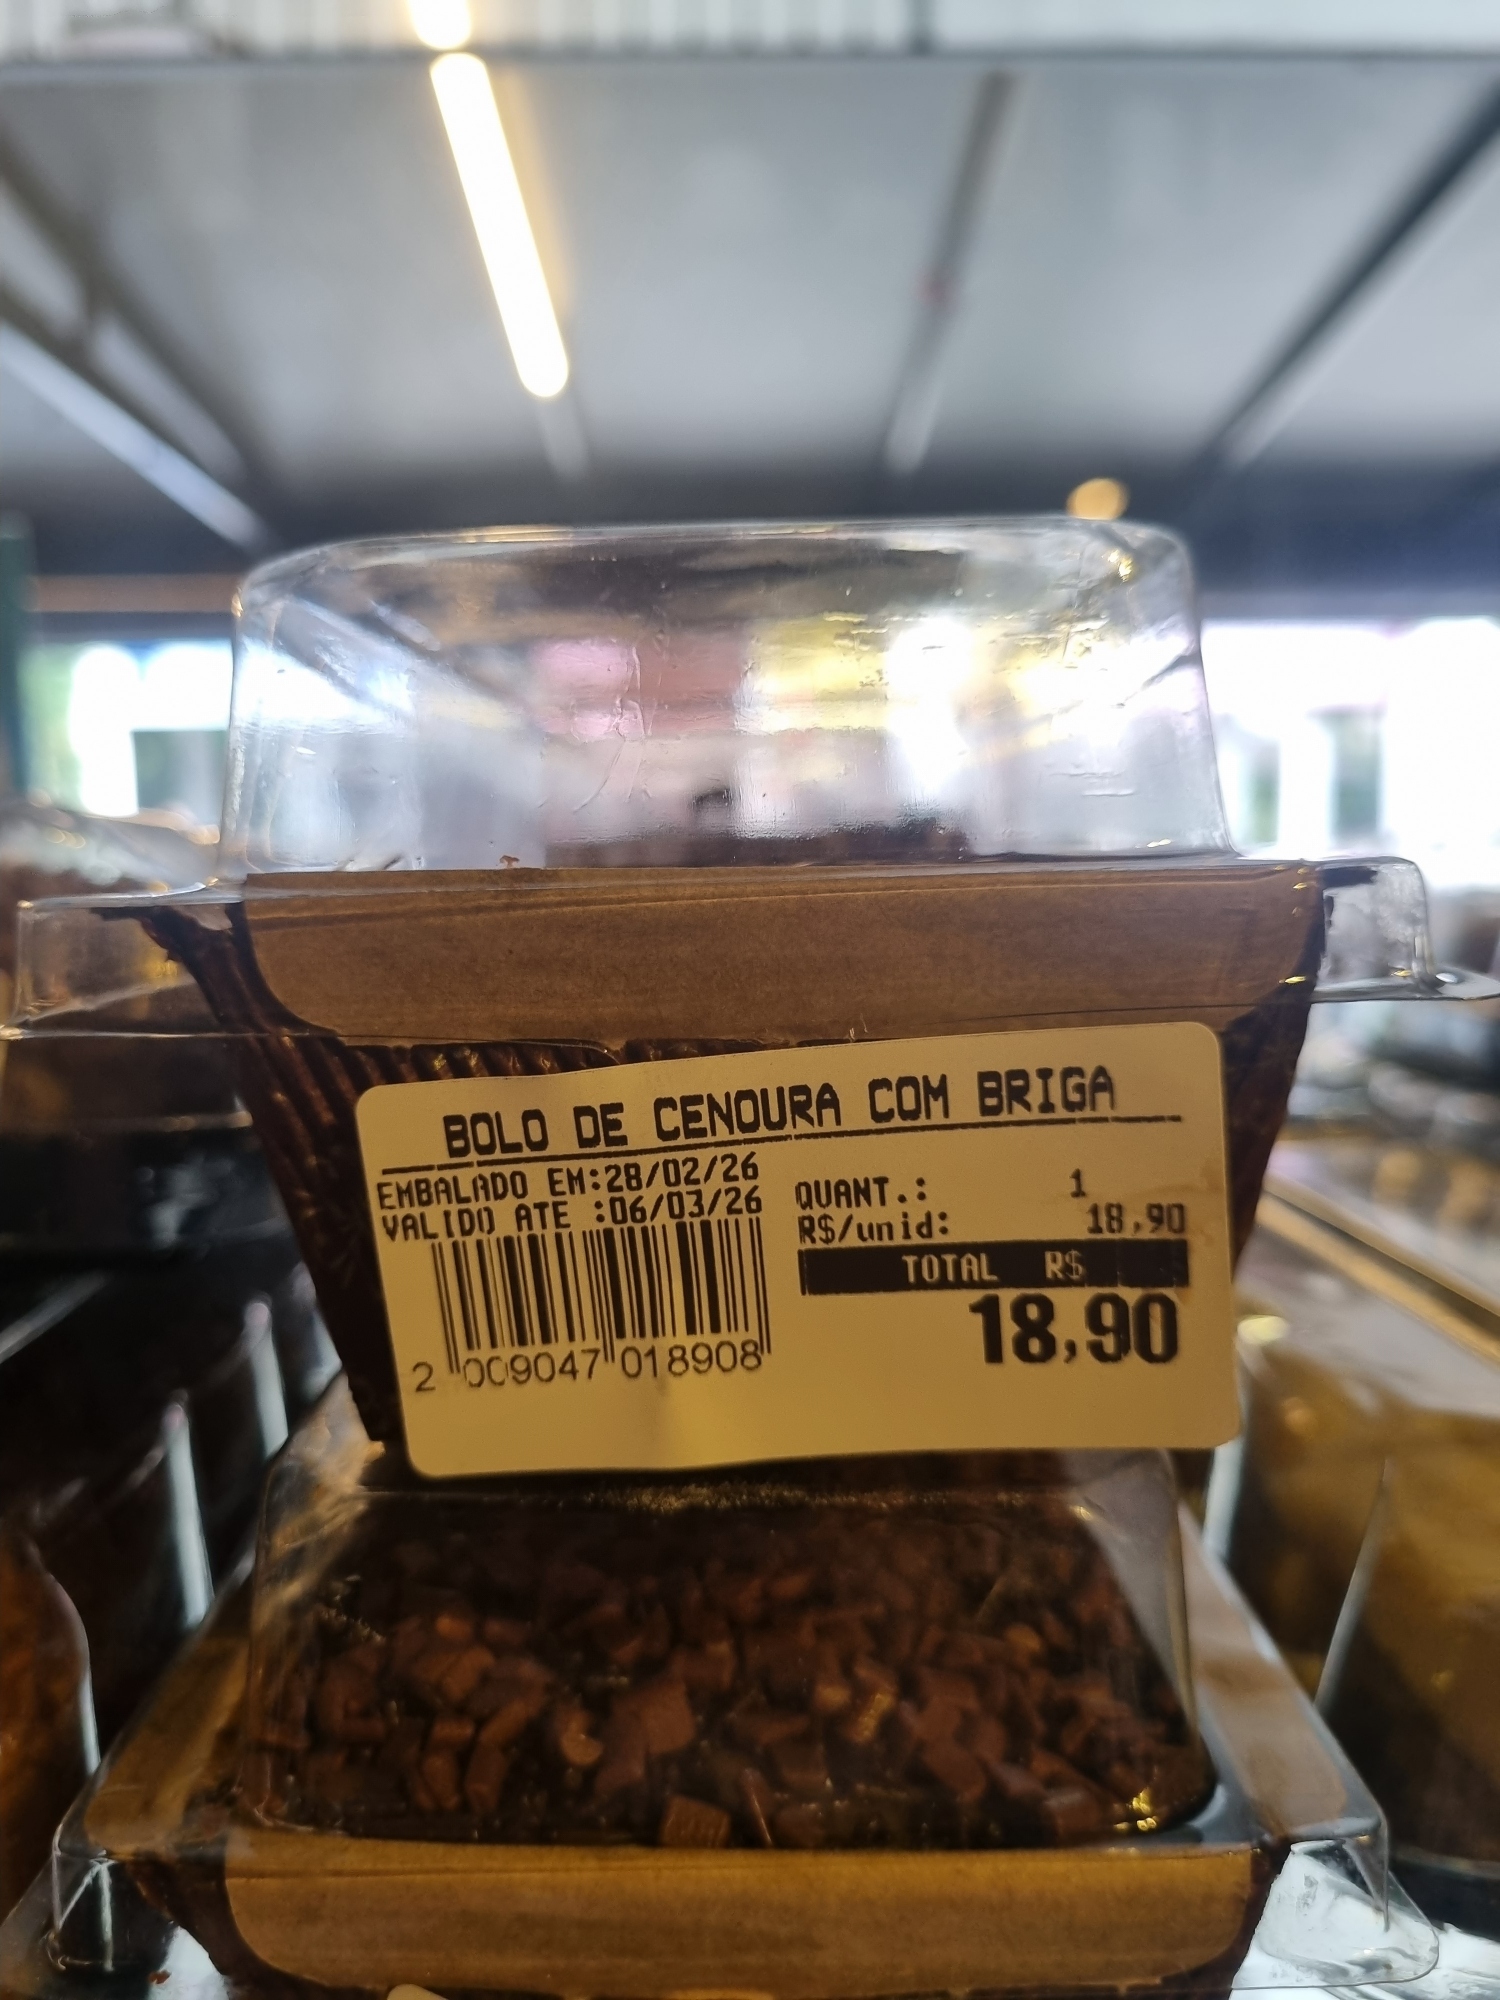 BOLO DE CENOURA COM BRIGA
EMBALADO EM:28/02/26
VALIDO ATE :06/03/26
2 009047 018908
QUANT.: 1
R$/unid: 18,90
TOTAL R$
18,90